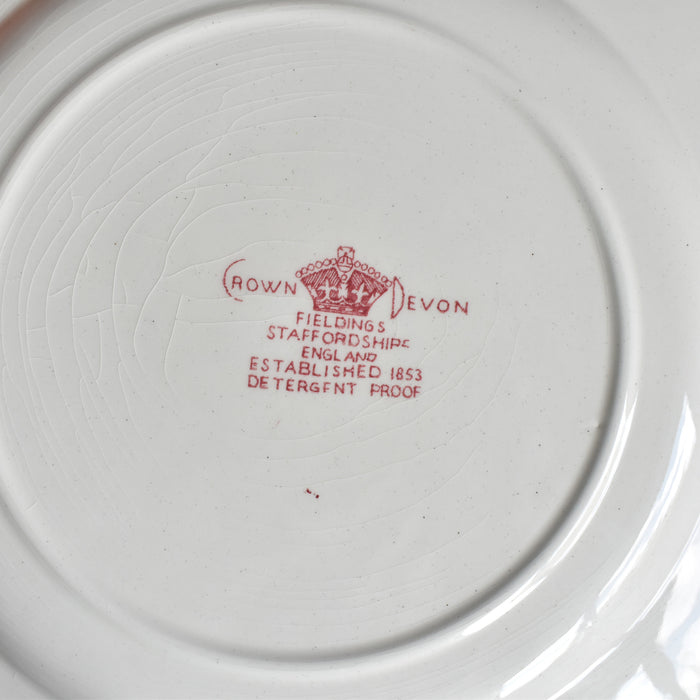 CROWN DEVON
FIELDINGS
STAFFORDSHIRE
ENGLAND
ESTABLISHED 1853
DETERGENT PROOF